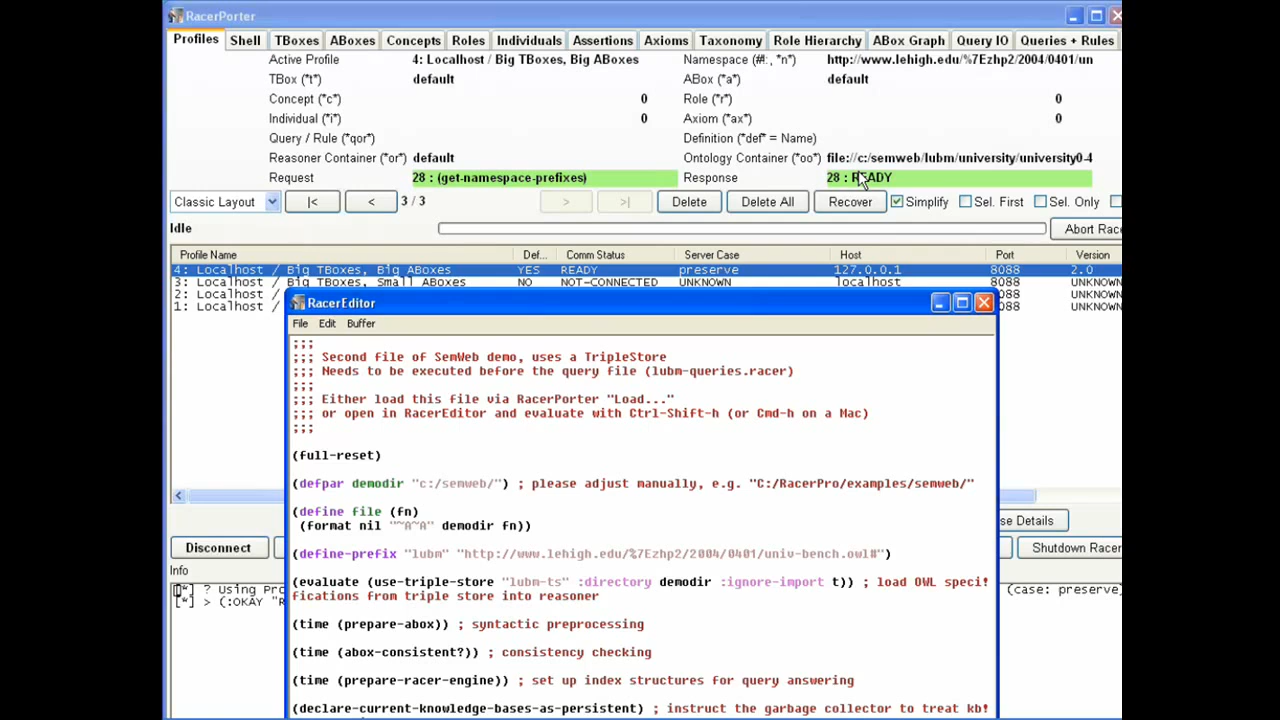 RacerPorter
Profiles Shell TBoxes ABoxes Concepts Roles Individuals Assertions Axioms Taxonomy Role Hierarchy ABox Graph Query IO Queries + Rules
Active Profile 4: Localhost / Big TBoxes, Big ABoxes Namespace (#:, *n*) http://www.lehigh.edu/%7Ezhp2/2004/0401/un
TBox (*t*) default ABox (*a*) default
Concept (*c*) 0 Role (*r*) 0
Individual (*i*) 0 Axiom (*ax*) 0
Query / Rule (*qor*) Definition (*def* = Name)
Reasoner Container (*or*) default Ontology Container (*oo*) file://c:/semweb/lubm/university/university0-4
Request 28 : (get-namespace-prefixes) Response 28 : READY
Classic Layout |< < 3 / 3 > >| Delete Delete All Recover Simplify Sel. First Sel. Only
Idle Abort Race
Profile Name Def... Comm Status Server Case Host Port Version
4: Localhost / Big TBoxes, Big ABoxes YES READY preserve 127.0.0.1 8088 2.0
3: Localhost / Big TBoxes, Small ABoxes NO NOT-CONNECTED UNKNOWN localhost 8088 UNKNOWN
2: Localhost / 8088 UNKNOWN
1: Localhost / 8088 UNKNOWN
RacerEditor
File Edit Buffer
;;;
;;; Second file of SemWeb demo, uses a TripleStore
;;; Needs to be executed before the query file (lubm-queries.racer)
;;;
;;; Either load this file via RacerPorter "Load..."
;;; or open in RacerEditor and evaluate with Ctrl-Shift-h (or Cmd-h on a Mac)
;;;
(full-reset)
(defpar demodir "c:/semweb/") ; please adjust manually, e.g. "C:/RacerPro/examples/semweb/"
(define file (fn)
(format nil "~A~A" demodir fn))
(define-prefix "lubm" "http://www.lehigh.edu/%7Ezhp2/2004/0401/univ-bench.owl#")
(evaluate (use-triple-store "lubm-ts" :directory demodir :ignore-import t)) ; load OWL speci!
fications from triple store into reasoner
(time (prepare-abox)) ; syntactic preprocessing
(time (abox-consistent?)) ; consistency checking
(time (prepare-racer-engine)) ; set up index structures for query answering
(declare-current-knowledge-bases-as-persistent) ; instruct the garbage collector to treat kb!
se Details
Disconnect Shutdown Racer
Info
[*] ? Using Pro (case: preserve)
[*] > (:OKAY "R